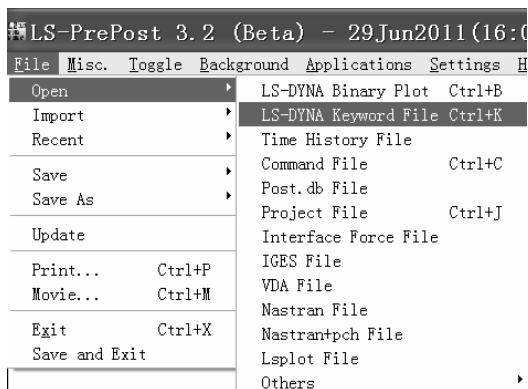 LS-PrePost 3.2 (Beta) - 29Jun2011(16:0
File Misc. Toggle Background Applications Settings H
Open
Import
Recent
Save
Save As
Update
Print... Ctrl+P
Movie... Ctrl+M
Exit Ctrl+X
Save and Exit
LS-DYNA Binary Plot Ctrl+B
LS-DYNA Keyword File Ctrl+K
Time History File
Command File Ctrl+C
Post.db File
Project File Ctrl+J
Interface Force File
IGES File
VDA File
Nastran File
Nastran+pch File
Lsplot File
Others